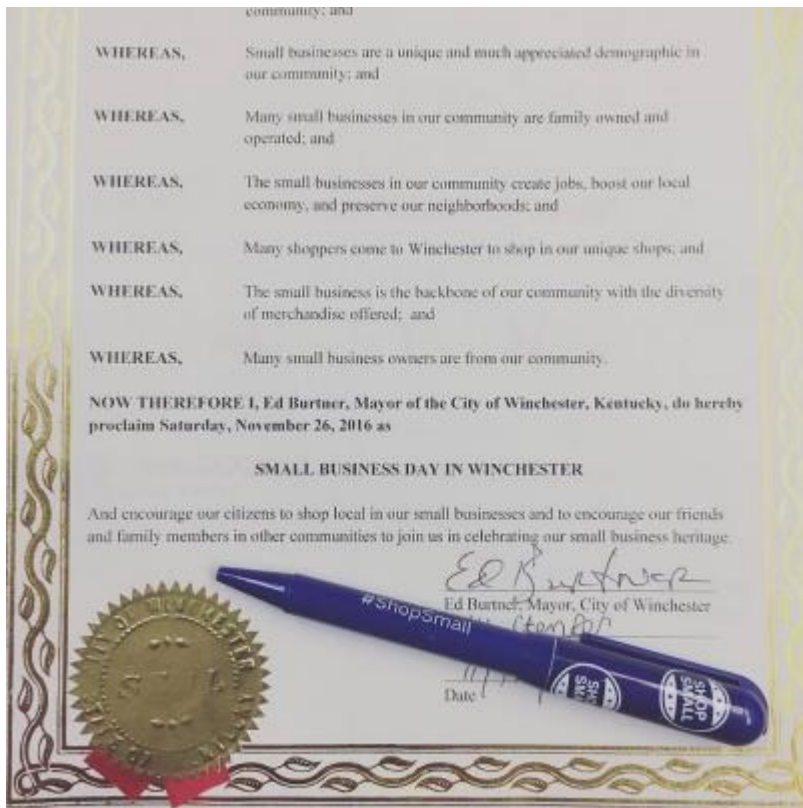 community; and
WHEREAS, Small businesses are a unique and much appreciated demographic in
our community; and
WHEREAS, Many small businesses in our community are family owned and
operated; and
WHEREAS, The small businesses in our community create jobs, boost our local
economy, and preserve our neighborhoods; and
WHEREAS, Many shoppers come to Winchester to shop in our unique shops; and
WHEREAS, The small business is the backbone of our community with the diversity
of merchandise offered; and
WHEREAS, Many small business owners are from our community.
NOW THEREFORE I, Ed Burtner, Mayor of the City of Winchester, Kentucky, do hereby
proclaim Saturday, November 26, 2016 as
SMALL BUSINESS DAY IN WINCHESTER
And encourage our citizens to shop local in our small businesses and to encourage our friends
and family members in other communities to join us in celebrating our small business heritage.
Ed Burtner
Ed Burtner, Mayor, City of Winchester
Date
#ShopSmall
SHOP
SMALL
SHOP
CITY OF WINCHESTER
SEAL